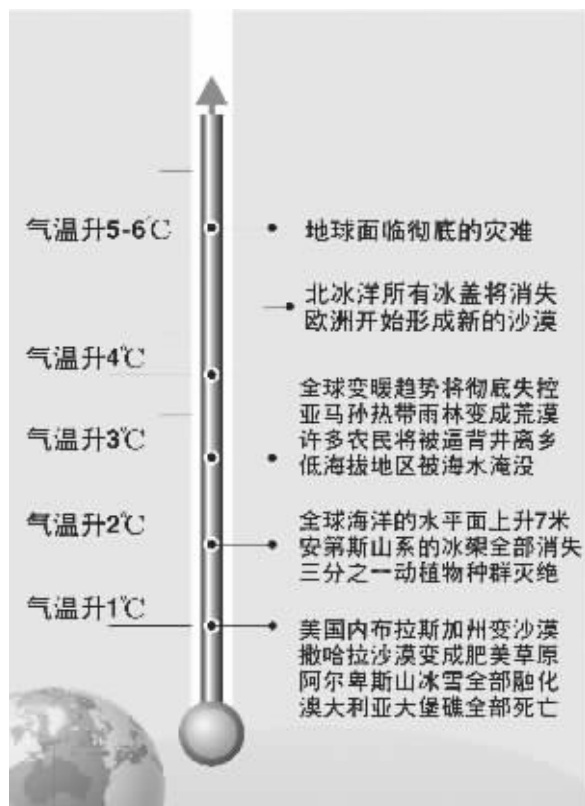 气温升5-6℃
地球面临彻底的灾难
北冰洋所有冰盖将消失
欧洲开始形成新的沙漠
气温升4℃
全球变暖趋势将彻底失控
亚马孙热带雨林变成荒漠
许多农民将被逼背井离乡
低海拔地区被海水淹没
气温升3℃
气温升2℃
全球海洋的水平面上升7米
安第斯山系的冰架全部消失
三分之一动植物种群灭绝
气温升1℃
美国内布拉斯加州变沙漠
撒哈拉沙漠变成肥美草原
阿尔卑斯山冰雪全部融化
澳大利亚大堡礁全部死亡